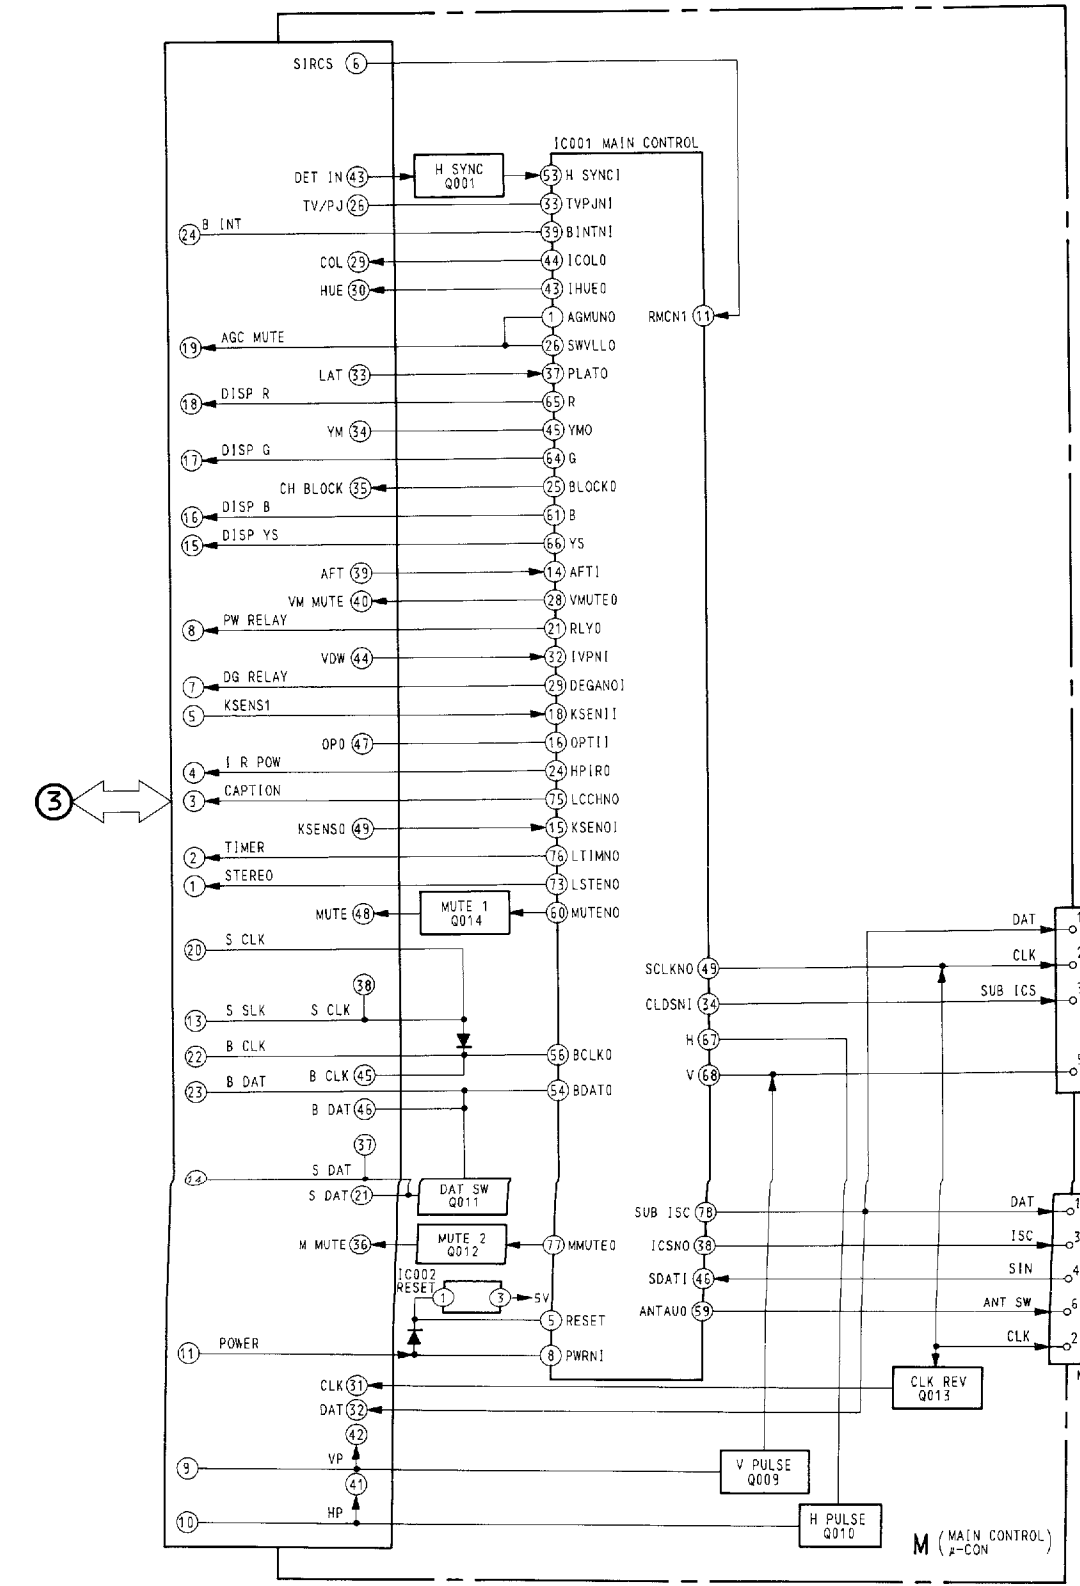 SIRCS 6
IC001 MAIN CONTROL
DET IN 43 H SYNC Q001 53 H SYNCI
TV/PJ 26 33 TVPJNI
24 B INT 39 BINTNI
COL 29 44 ICOLO
HUE 30 43 IHUEO
1 AGMUNO RMCN1 11
19 AGC MUTE 26 SWVLLO
LAT 33 37 PLATO
18 DISP R 65 R
YM 34 45 YMO
17 DISP G 64 G
CH BLOCK 35 25 BLOCKO
16 DISP B 61 B
15 DISP YS 66 YS
AFT 39 14 AFTI
VM MUTE 40 28 VMUTEO
8 PW RELAY 21 RLYO
VDW 44 32 IVPNI
7 DG RELAY 29 DEGANOI
5 KSENS1 18 KSENII
OPO 47 16 OPTII
4 I R POW 24 HPIRO
3
3 CAPTION 75 LCCHNO
KSENSO 49 15 KSENOI
2 TIMER 76 LTIMNO
1 STEREO 73 LSTENO
MUTE 48 MUTE 1 Q014 60 MUTENO
DAT 1
20 S CLK
SCLKNO 49 CLK 2
38
CLDSNI 34 SUB ICS 3
13 S SLK S CLK
H 67
22 B CLK 56 BCLKO
B CLK 45 V 68 5
23 B DAT 54 BDATO
B DAT 46
37
24 S DAT
S DAT 21 DAT SW Q011
SUB ISC 78 DAT 1
M MUTE 36 MUTE 2 Q012 77 MMUTEO
ICSNO 38 ISC 3
IC002 RESET 1 3 5V
SDATI 46 SIN 4
ANTAUO 59 ANT SW 6
5 RESET
CLK 2
11 POWER 8 PWRNI
CLK 31 CLK REV Q013
DAT 32
42
9 VP V PULSE Q009
41
10 HP H PULSE Q010
M (MAIN CONTROL)
μ-CON